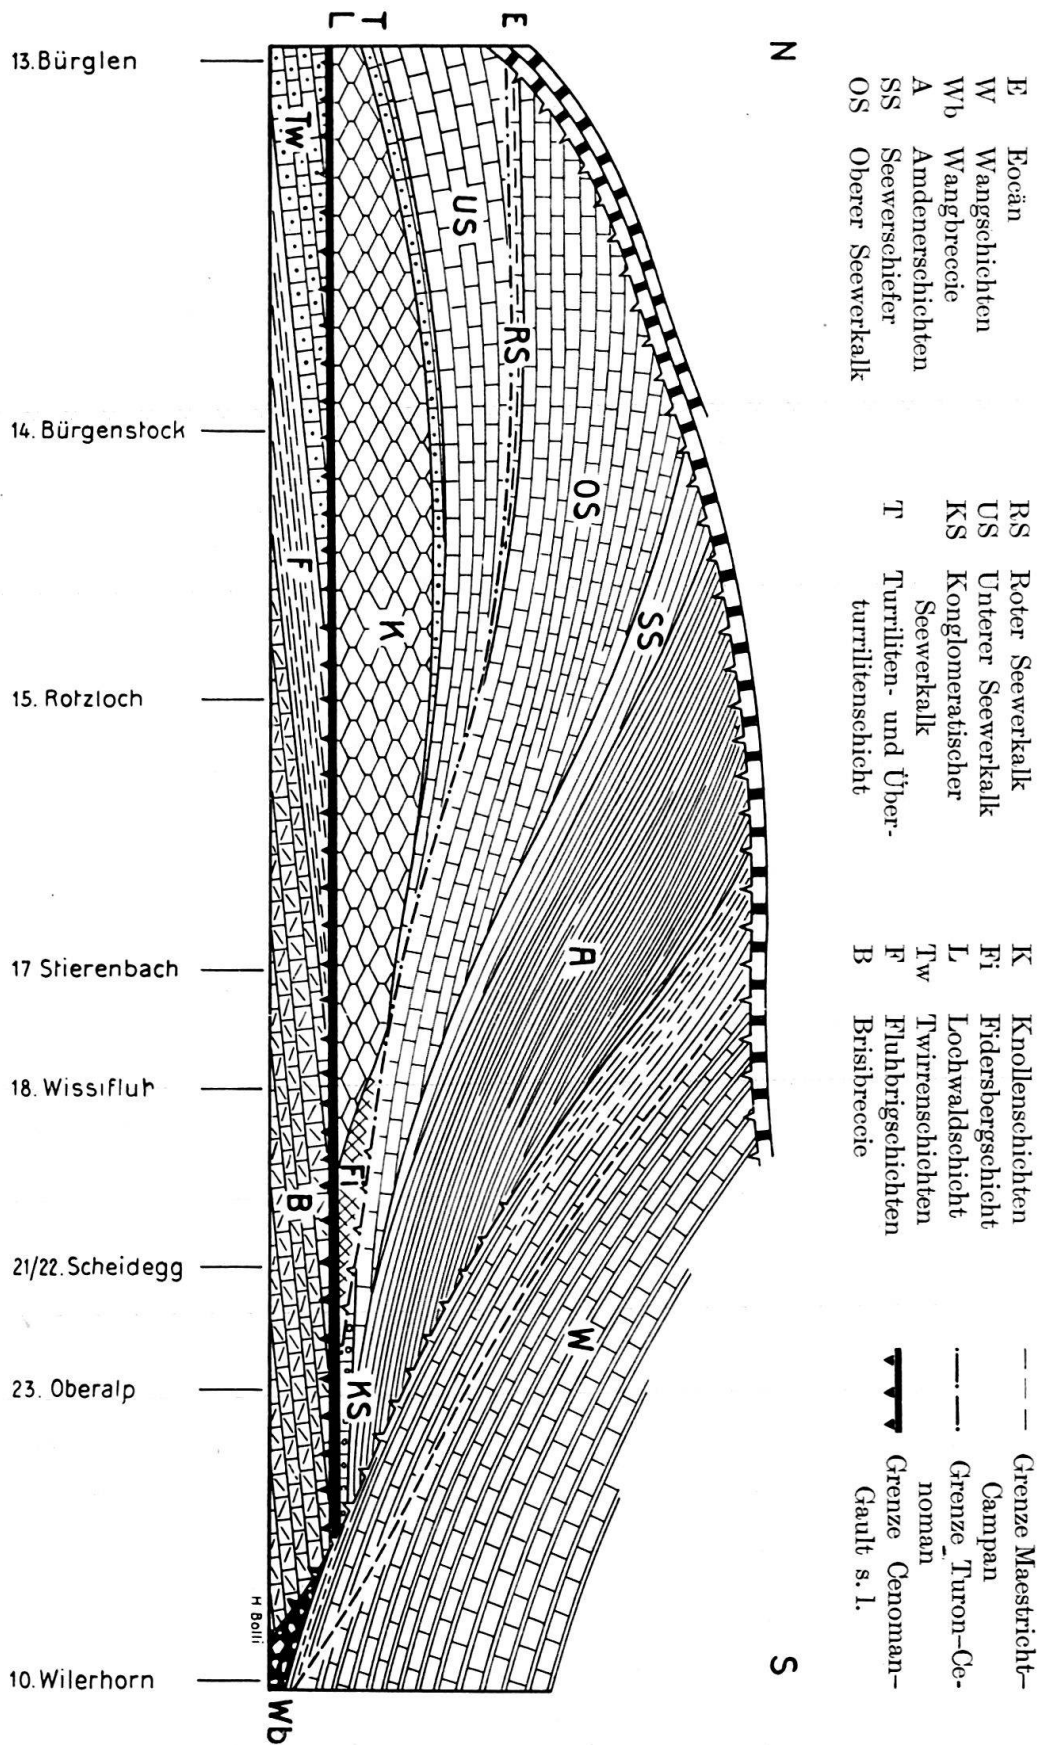 N
S
E Eocän
W Wangschichten
Wb Wangbreccie
A Amdenerschichten
SS Seewerschiefer
OS Oberer Seewerkalk
RS Roter Seewerkalk
US Unterer Seewerkalk
KS Konglomeratischer
Seewerkalk
T Turriliten- und Über-
turrilitenschicht
K Knollenschichten
Fi Fidersbergschicht
L Lochwaldschicht
Tw Twirrenschichten
F Fluhbrigschichten
B Brisibreccie
Grenze Maestricht-
Campan
Grenze Turon-Ce-
noman
Grenze Cenoman-
Gault s. l.
E
T
L
Tw
US
RS
OS
SS
F
K
A
Fi
B
W
KS
Wb
H Bolli
13. Bürglen
14. Bürgenstock
15. Rotzloch
17 Stierenbach
18. Wissifluh
21/22. Scheidegg
23. Oberalp
10. Wilerhorn